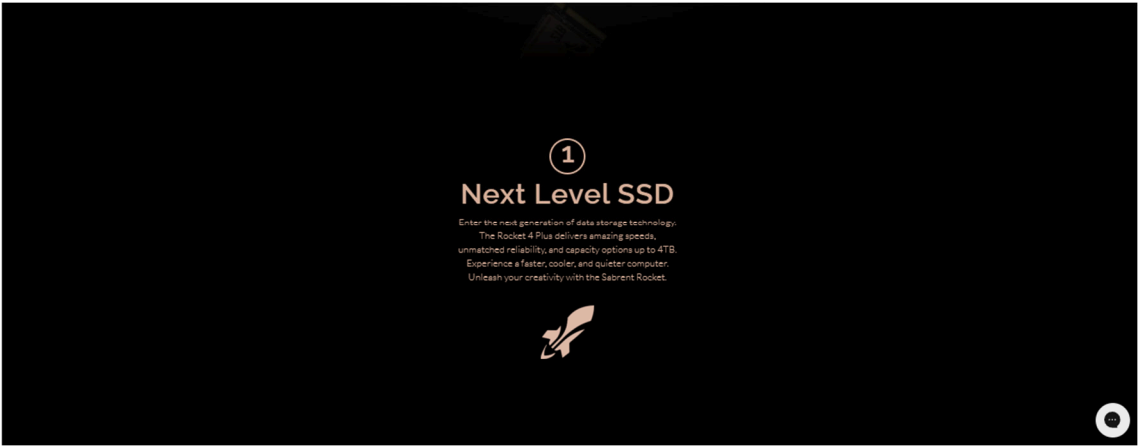 1
Next Level SSD
Enter the next generation of data storage technology.
The Rocket 4 Plus delivers amazing speeds,
unmatched reliability, and capacity options up to 4TB.
Experience a faster, cooler, and quieter computer.
Unleash your creativity with the Sabrent Rocket.